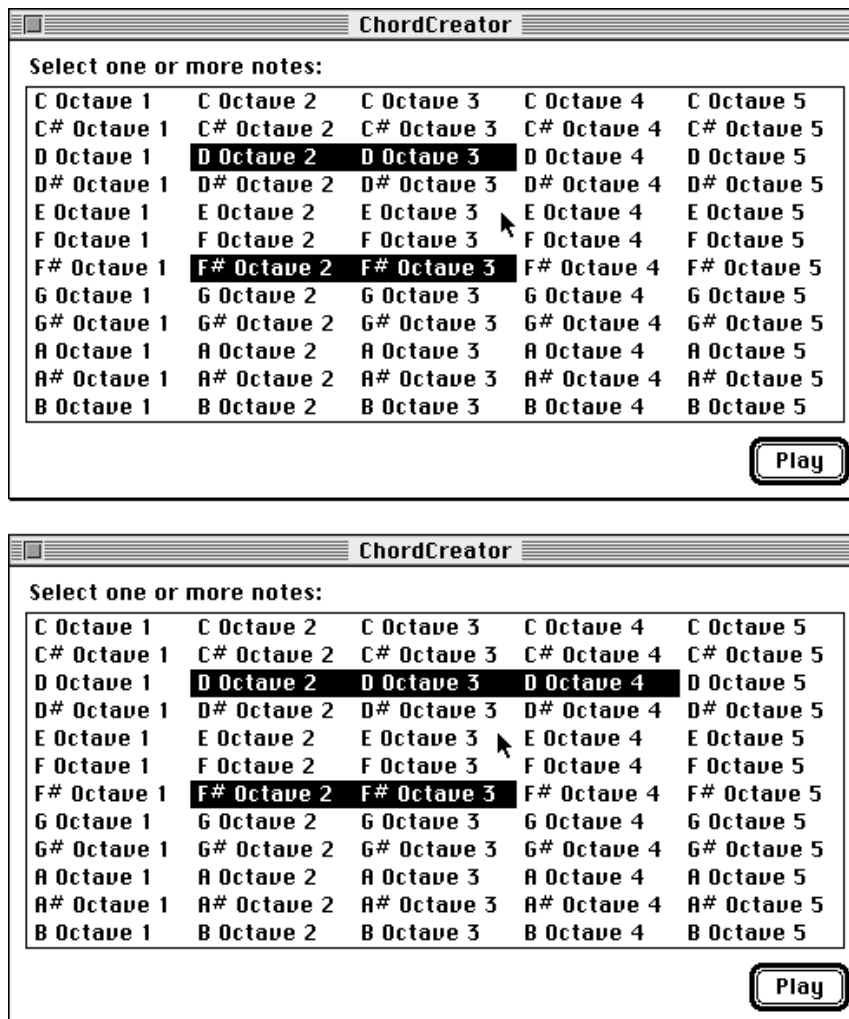 ChordCreator
Select one or more notes:
C Octave 1 C Octave 2 C Octave 3 C Octave 4 C Octave 5
C# Octave 1 C# Octave 2 C# Octave 3 C# Octave 4 C# Octave 5
D Octave 1 D Octave 2 D Octave 3 D Octave 4 D Octave 5
D# Octave 1 D# Octave 2 D# Octave 3 D# Octave 4 D# Octave 5
E Octave 1 E Octave 2 E Octave 3 E Octave 4 E Octave 5
F Octave 1 F Octave 2 F Octave 3 F Octave 4 F Octave 5
F# Octave 1 F# Octave 2 F# Octave 3 F# Octave 4 F# Octave 5
G Octave 1 G Octave 2 G Octave 3 G Octave 4 G Octave 5
G# Octave 1 G# Octave 2 G# Octave 3 G# Octave 4 G# Octave 5
A Octave 1 A Octave 2 A Octave 3 A Octave 4 A Octave 5
A# Octave 1 A# Octave 2 A# Octave 3 A# Octave 4 A# Octave 5
B Octave 1 B Octave 2 B Octave 3 B Octave 4 B Octave 5
Play
ChordCreator
Select one or more notes:
C Octave 1 C Octave 2 C Octave 3 C Octave 4 C Octave 5
C# Octave 1 C# Octave 2 C# Octave 3 C# Octave 4 C# Octave 5
D Octave 1 D Octave 2 D Octave 3 D Octave 4 D Octave 5
D# Octave 1 D# Octave 2 D# Octave 3 D# Octave 4 D# Octave 5
E Octave 1 E Octave 2 E Octave 3 E Octave 4 E Octave 5
F Octave 1 F Octave 2 F Octave 3 F Octave 4 F Octave 5
F# Octave 1 F# Octave 2 F# Octave 3 F# Octave 4 F# Octave 5
G Octave 1 G Octave 2 G Octave 3 G Octave 4 G Octave 5
G# Octave 1 G# Octave 2 G# Octave 3 G# Octave 4 G# Octave 5
A Octave 1 A Octave 2 A Octave 3 A Octave 4 A Octave 5
A# Octave 1 A# Octave 2 A# Octave 3 A# Octave 4 A# Octave 5
B Octave 1 B Octave 2 B Octave 3 B Octave 4 B Octave 5
Play